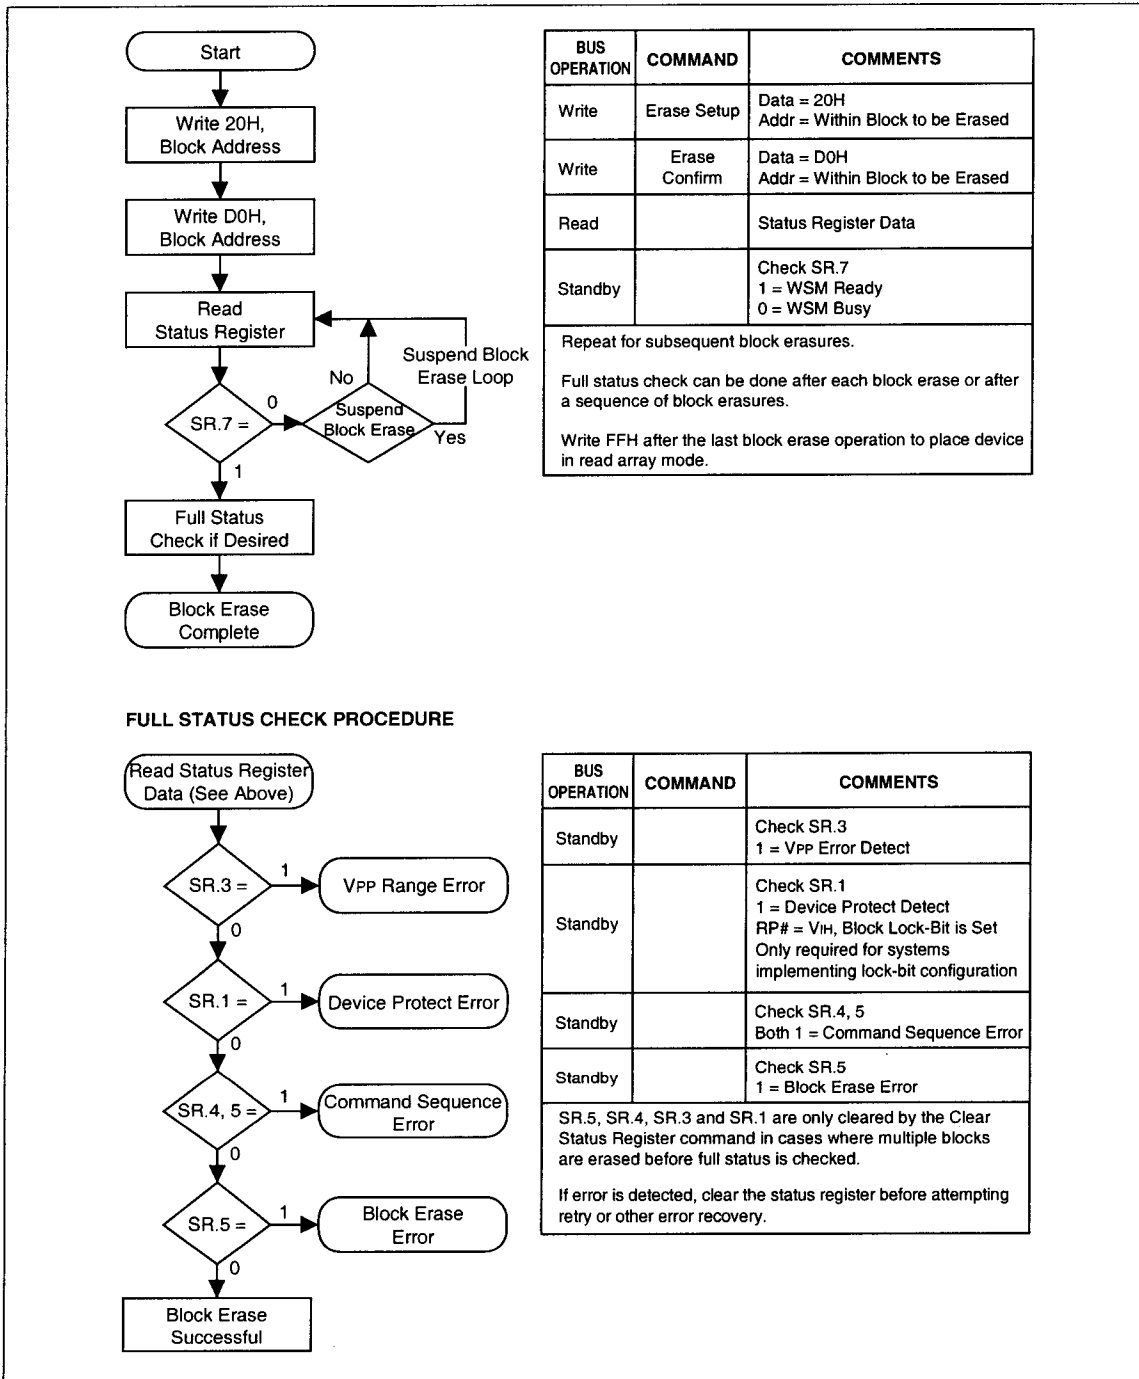 Start
Write 20H,
Block Address
Write D0H,
Block Address
Read
Status Register
Suspend Block
Erase Loop
No
SR.7 =
0
Suspend
Block Erase
Yes
1
Full Status
Check if Desired
Block Erase
Complete
BUS OPERATION COMMAND COMMENTS
Write Erase Setup Data = 20H
Addr = Within Block to be Erased
Write Erase Confirm Data = D0H
Addr = Within Block to be Erased
Read Status Register Data
Standby Check SR.7
1 = WSM Ready
0 = WSM Busy
Repeat for subsequent block erasures.
Full status check can be done after each block erase or after
a sequence of block erasures.
Write FFH after the last block erase operation to place device
in read array mode.
FULL STATUS CHECK PROCEDURE
Read Status Register
Data (See Above)
SR.3 =
1
VPP Range Error
0
SR.1 =
1
Device Protect Error
0
SR.4, 5 =
1
Command Sequence
Error
0
SR.5 =
1
Block Erase
Error
0
Block Erase
Successful
BUS OPERATION COMMAND COMMENTS
Standby Check SR.3
1 = VPP Error Detect
Standby Check SR.1
1 = Device Protect Detect
RP# = VIH, Block Lock-Bit is Set
Only required for systems
implementing lock-bit configuration
Standby Check SR.4, 5
Both 1 = Command Sequence Error
Standby Check SR.5
1 = Block Erase Error
SR.5, SR.4, SR.3 and SR.1 are only cleared by the Clear
Status Register command in cases where multiple blocks
are erased before full status is checked.
If error is detected, clear the status register before attempting
retry or other error recovery.